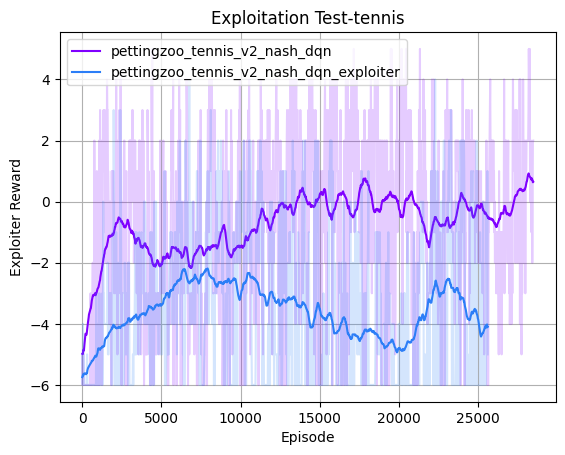 Exploitation Test-tennis
pettingzoo_tennis_v2_nash_dqn
pettingzoo_tennis_v2_nash_dqn_exploiter
Exploiter Reward
4
2
0
−2
−4
−6
0
5000
10000
15000
20000
25000
Episode